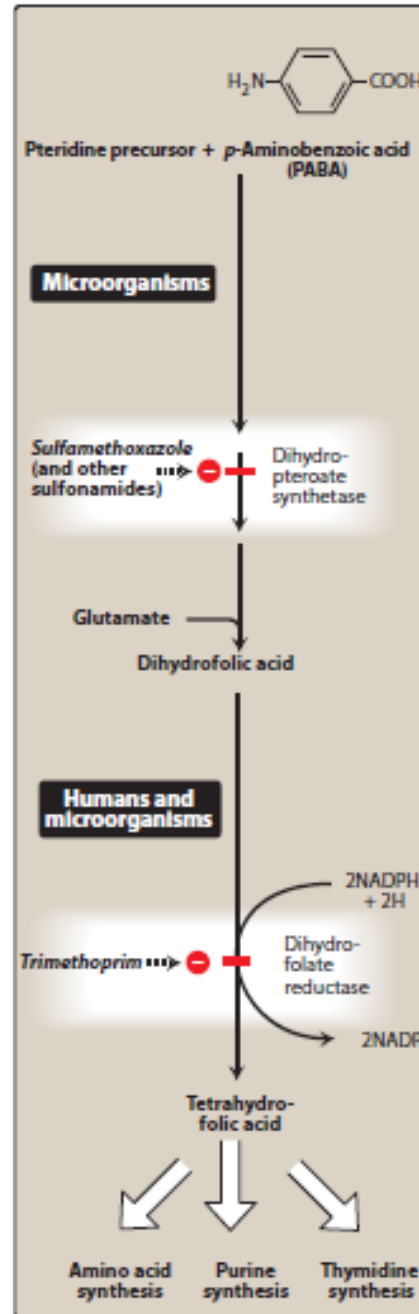 H2N
COOH
Pteridine precursor + p-Aminobenzoic acid
(PABA)
Microorganisms
Sulfamethoxazole
(and other
sulfonamides)
Dihydro-
pteroate
synthetase
Glutamate
Dihydrofolic acid
Humans and
microorganisms
2NADPH
+ 2H
Trimethoprim
Dihydro-
folate
reductase
2NADP
Tetrahydro-
folic acid
Amino acid
synthesis
Purine
synthesis
Thymidine
synthesis